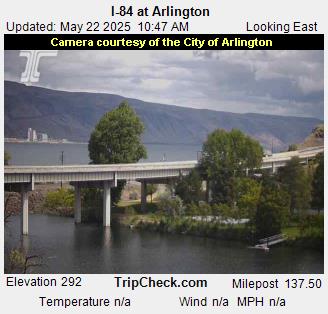 I-84 at Arlington
Updated: May 22 2025 10:47 AM Looking East
Camera courtesy of the City of Arlington
Elevation 292 TripCheck.com Milepost 137.50
Temperature n/a Wind n/a MPH n/a